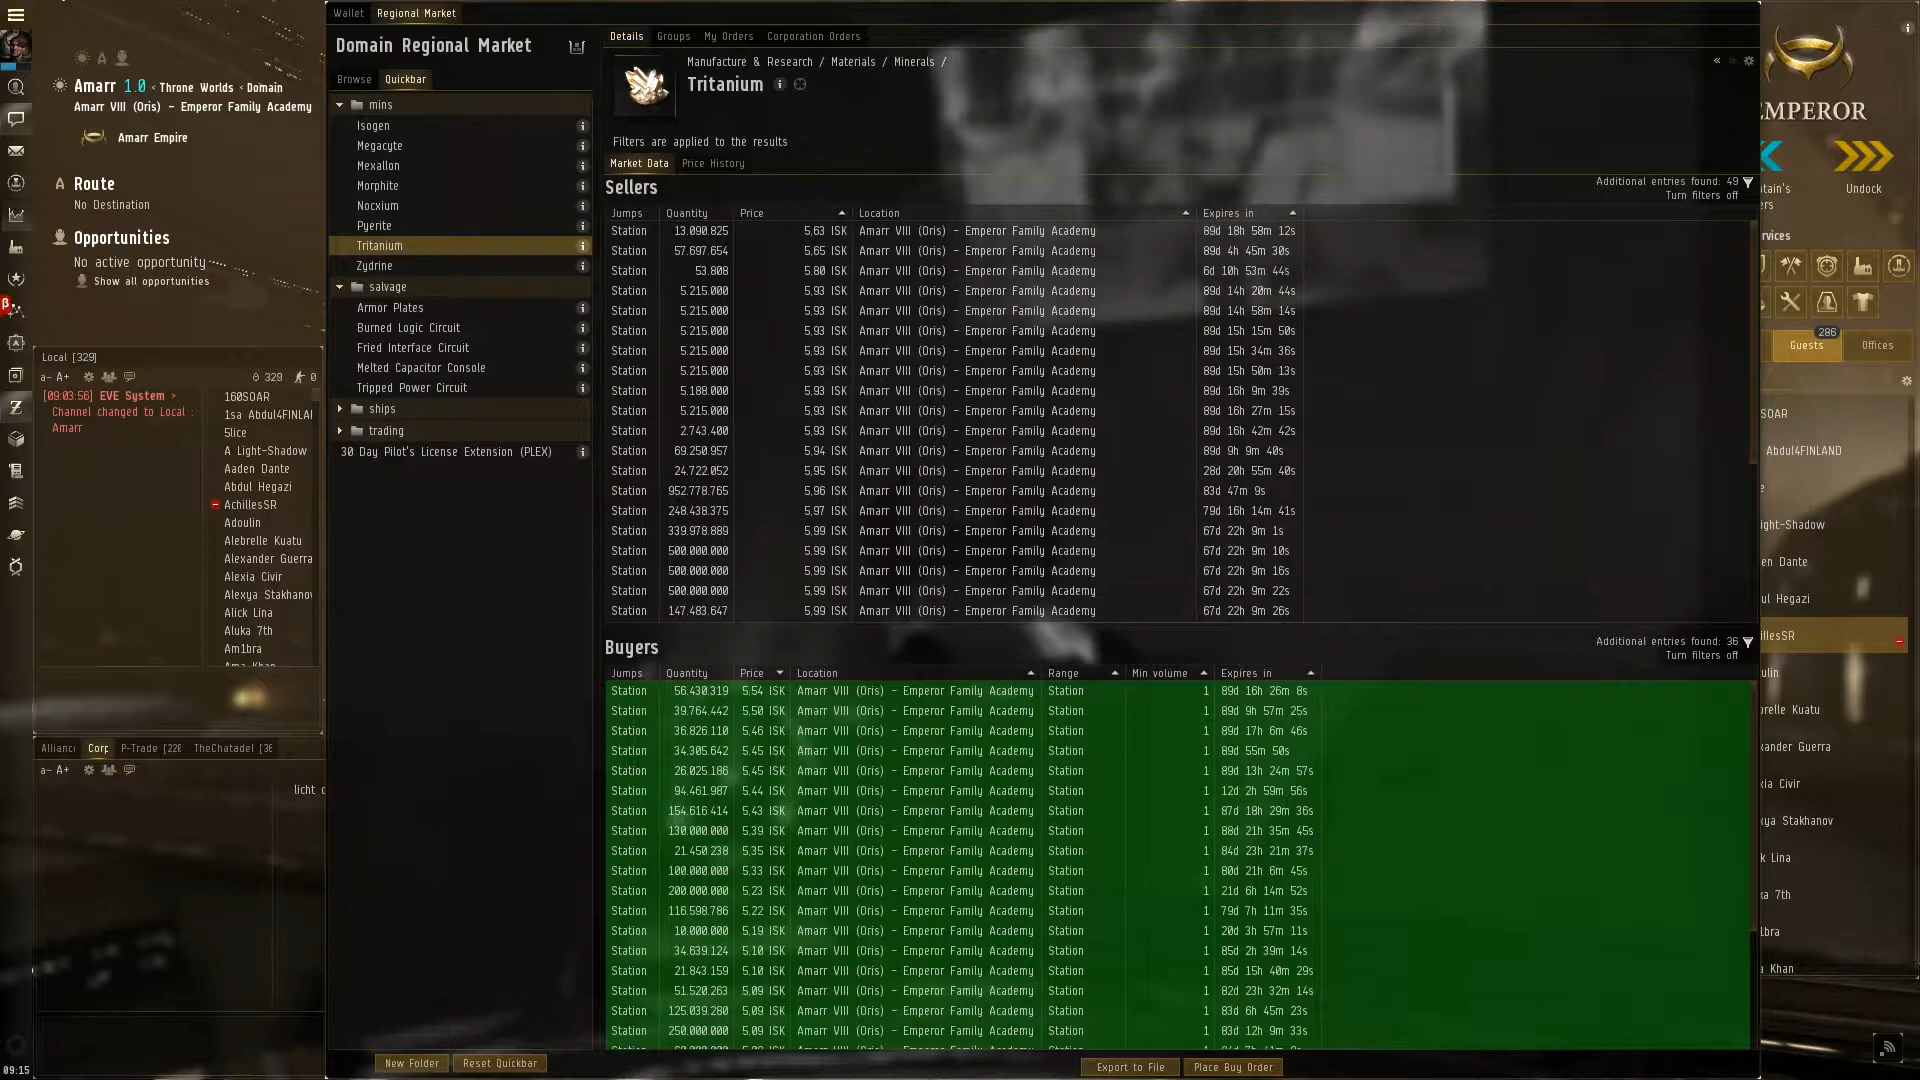 Amarr 1.0 < Throne Worlds < Domain
Amarr VIII (Oris) - Emperor Family Academy
Amarr Empire
Route
No Destination
Opportunities
No active opportunity
Show all opportunities
Local [329]
a- A+
329
0
[09:03:56] EVE System >
Channel changed to Local :
Amarr
160SOAR
1sa Abdul4FINLAN
5lice
A Light-Shadow
Aaden Dante
Abdul Hegazi
AchillesSR
Adoulin
Alebrelle Kuatu
Alexander Guerra
Alexia Civir
Alexya Stakhanov
Alick Lina
Aluka 7th
Am1bra
Ama Khan
Alliance
Corp
P-Trade [220
TheChatadel [36
a- A+
licht c
09:15
Wallet
Regional Market
Domain Regional Market
Browse
Quickbar
mins
Isogen
Megacyte
Mexallon
Morphite
Nocxium
Pyerite
Tritanium
Zydrine
salvage
Armor Plates
Burned Logic Circuit
Fried Interface Circuit
Melted Capacitor Console
Tripped Power Circuit
ships
trading
30 Day Pilot's License Extension (PLEX)
New Folder
Reset Quickbar
Details
Groups
My Orders
Corporation Orders
Manufacture & Research / Materials / Minerals /
Tritanium
Filters are applied to the results
Market Data
Price History
Sellers
Additional entries found: 49
Turn filters off
Jumps Quantity Price Location Expires in
Station 13.090.825 5,63 ISK Amarr VIII (Oris) - Emperor Family Academy 89d 18h 58m 12s
Station 57.697.654 5,65 ISK Amarr VIII (Oris) - Emperor Family Academy 89d 4h 45m 30s
Station 53.808 5,80 ISK Amarr VIII (Oris) - Emperor Family Academy 6d 10h 53m 44s
Station 5.215.000 5,93 ISK Amarr VIII (Oris) - Emperor Family Academy 89d 14h 20m 44s
Station 5.215.000 5,93 ISK Amarr VIII (Oris) - Emperor Family Academy 89d 14h 58m 14s
Station 5.215.000 5,93 ISK Amarr VIII (Oris) - Emperor Family Academy 89d 15h 15m 50s
Station 5.215.000 5,93 ISK Amarr VIII (Oris) - Emperor Family Academy 89d 15h 34m 36s
Station 5.215.000 5,93 ISK Amarr VIII (Oris) - Emperor Family Academy 89d 15h 50m 13s
Station 5.188.000 5,93 ISK Amarr VIII (Oris) - Emperor Family Academy 89d 16h 9m 39s
Station 5.215.000 5,93 ISK Amarr VIII (Oris) - Emperor Family Academy 89d 16h 27m 15s
Station 2.743.400 5,93 ISK Amarr VIII (Oris) - Emperor Family Academy 89d 16h 42m 42s
Station 69.250.957 5,94 ISK Amarr VIII (Oris) - Emperor Family Academy 89d 9h 9m 40s
Station 24.722.052 5,95 ISK Amarr VIII (Oris) - Emperor Family Academy 28d 20h 55m 40s
Station 952.778.765 5,96 ISK Amarr VIII (Oris) - Emperor Family Academy 83d 47m 9s
Station 248.438.375 5,97 ISK Amarr VIII (Oris) - Emperor Family Academy 79d 16h 14m 41s
Station 339.978.889 5,99 ISK Amarr VIII (Oris) - Emperor Family Academy 67d 22h 9m 1s
Station 500.000.000 5,99 ISK Amarr VIII (Oris) - Emperor Family Academy 67d 22h 9m 10s
Station 500.000.000 5,99 ISK Amarr VIII (Oris) - Emperor Family Academy 67d 22h 9m 16s
Station 500.000.000 5,99 ISK Amarr VIII (Oris) - Emperor Family Academy 67d 22h 9m 22s
Station 147.483.647 5,99 ISK Amarr VIII (Oris) - Emperor Family Academy 67d 22h 9m 26s
Buyers
Additional entries found: 36
Turn filters off
Jumps Quantity Price Location Range Min volume Expires in
Station 56.430.319 5,54 ISK Amarr VIII (Oris) - Emperor Family Academy Station 1 89d 16h 26m 8s
Station 39.764.442 5,50 ISK Amarr VIII (Oris) - Emperor Family Academy Station 1 89d 9h 57m 25s
Station 36.826.110 5,46 ISK Amarr VIII (Oris) - Emperor Family Academy Station 1 89d 17h 6m 46s
Station 34.305.642 5,45 ISK Amarr VIII (Oris) - Emperor Family Academy Station 1 89d 55m 50s
Station 26.025.186 5,45 ISK Amarr VIII (Oris) - Emperor Family Academy Station 1 89d 13h 24m 57s
Station 94.461.987 5,44 ISK Amarr VIII (Oris) - Emperor Family Academy Station 1 12d 2h 59m 56s
Station 154.616.414 5,43 ISK Amarr VIII (Oris) - Emperor Family Academy Station 1 87d 18h 29m 36s
Station 130.000.000 5,39 ISK Amarr VIII (Oris) - Emperor Family Academy Station 1 88d 21h 35m 45s
Station 21.450.238 5,35 ISK Amarr VIII (Oris) - Emperor Family Academy Station 1 84d 23h 21m 37s
Station 100.000.000 5,33 ISK Amarr VIII (Oris) - Emperor Family Academy Station 1 80d 21h 6m 45s
Station 200.000.000 5,23 ISK Amarr VIII (Oris) - Emperor Family Academy Station 1 21d 6h 14m 52s
Station 116.598.786 5,22 ISK Amarr VIII (Oris) - Emperor Family Academy Station 1 79d 7h 11m 35s
Station 10.000.000 5,19 ISK Amarr VIII (Oris) - Emperor Family Academy Station 1 20d 3h 57m 11s
Station 34.639.124 5,10 ISK Amarr VIII (Oris) - Emperor Family Academy Station 1 85d 2h 39m 14s
Station 21.843.159 5,10 ISK Amarr VIII (Oris) - Emperor Family Academy Station 1 85d 15h 40m 29s
Station 51.520.263 5,09 ISK Amarr VIII (Oris) - Emperor Family Academy Station 1 82d 23h 32m 14s
Station 125.039.280 5,09 ISK Amarr VIII (Oris) - Emperor Family Academy Station 1 83d 6h 45m 23s
Station 250.000.000 5,09 ISK Amarr VIII (Oris) - Emperor Family Academy Station 1 83d 12h 9m 33s
Export to File
Place Buy Order
EMPEROR
tain's
ers
Undock
rvices
286
Guests
Offices
SOAR
Abdul4FINLAND
e
ight-Shadow
en Dante
ul Hegazi
illesSR
ulin
brelle Kuatu
xander Guerra
xia Civir
xya Stakhanov
k Lina
ka 7th
1bra
a Khan